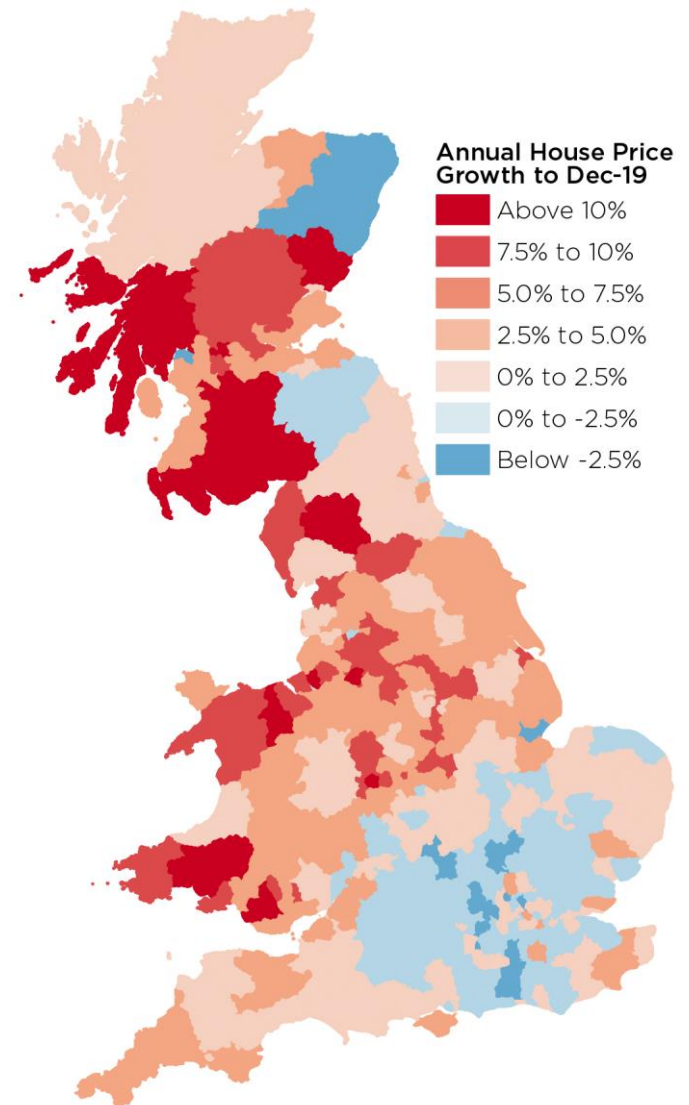 Annual House Price
Growth to Dec-19
Above 10%
7.5% to 10%
5.0% to 7.5%
2.5% to 5.0%
0% to 2.5%
0% to -2.5%
Below -2.5%